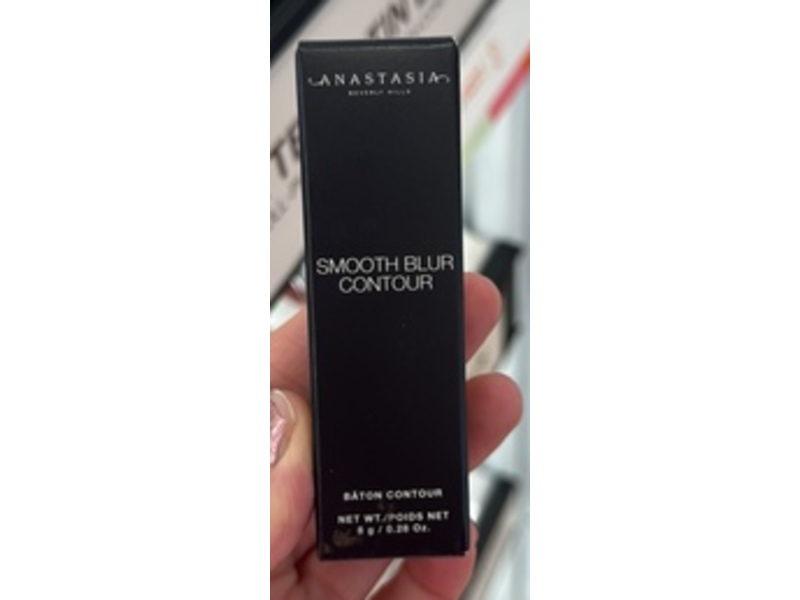 ANASTASIA
BEVERLY HILLS
SMOOTH BLUR
CONTOUR
BÂTON CONTOUR
NET WT./POIDS NET
8 g / 0.28 Oz.